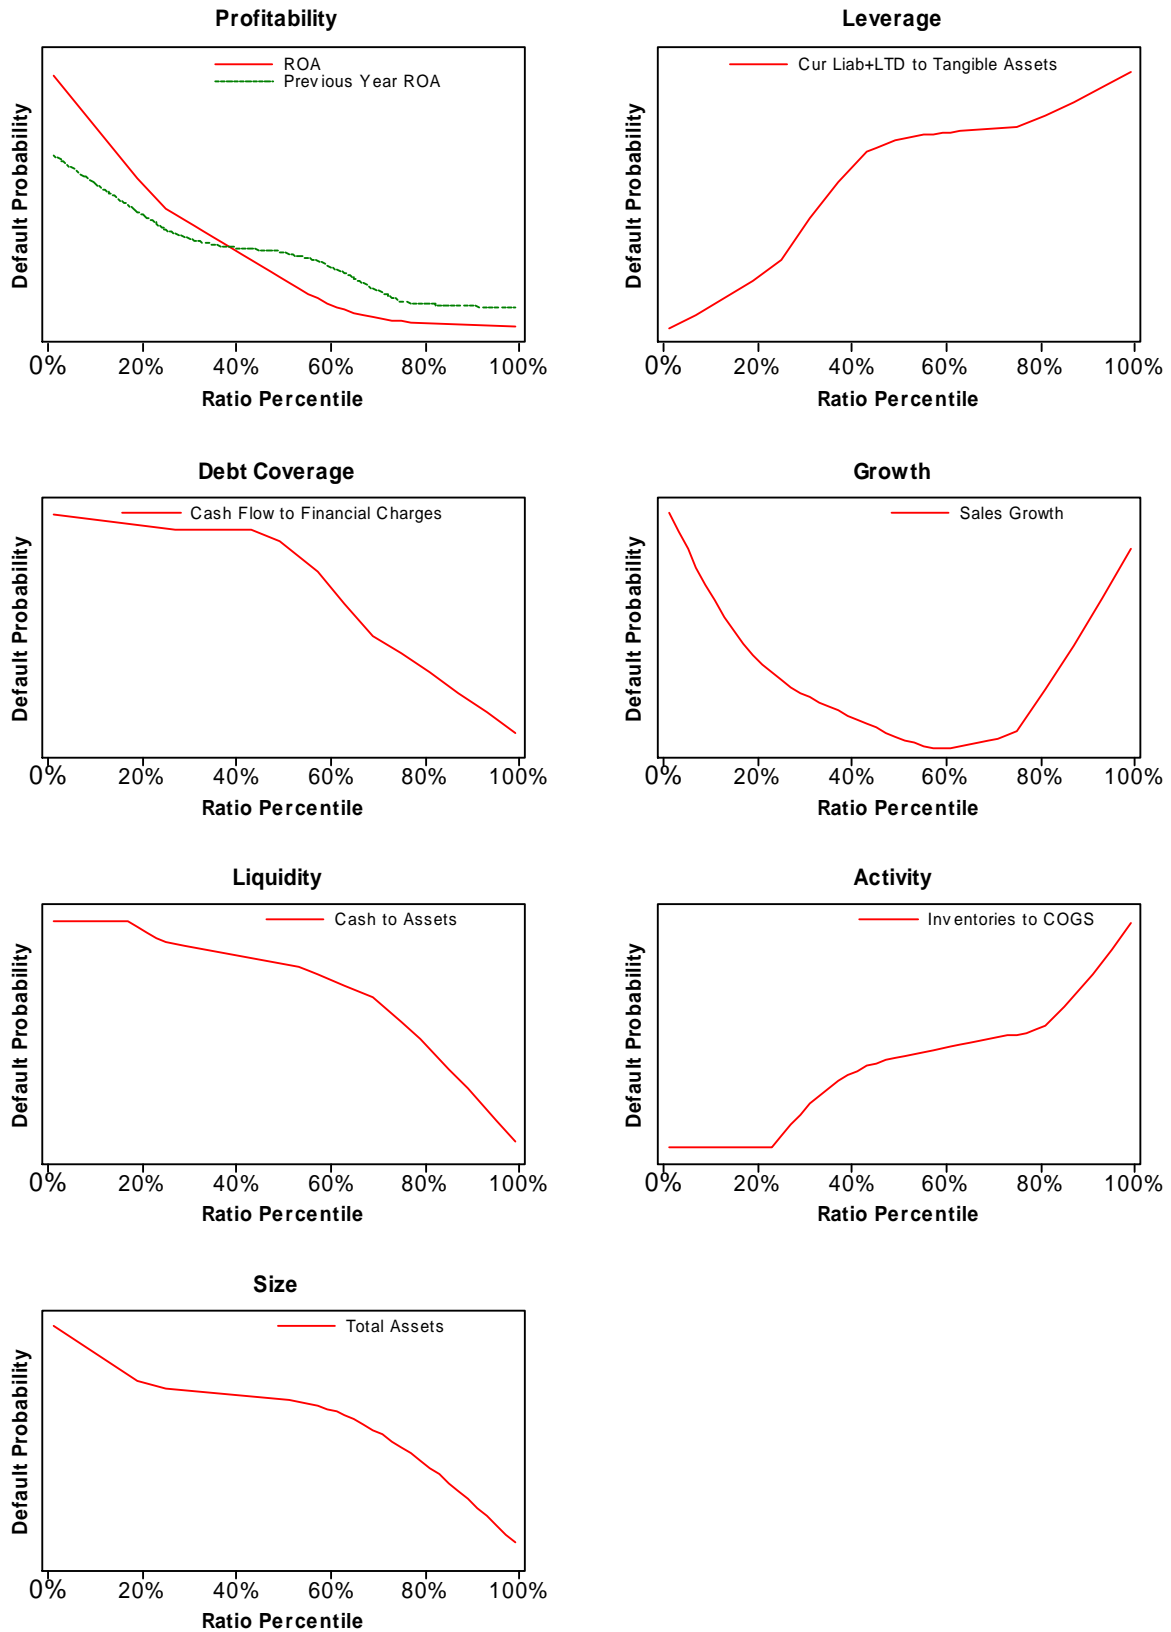 Profitability
ROA
Previous Year ROA
Default Probability
0% 20% 40% 60% 80% 100%
Ratio Percentile
Leverage
Cur Liab+LTD to Tangible Assets
Default Probability
0% 20% 40% 60% 80% 100%
Ratio Percentile
Debt Coverage
Cash Flow to Financial Charges
Default Probability
0% 20% 40% 60% 80% 100%
Ratio Percentile
Growth
Sales Growth
Default Probability
0% 20% 40% 60% 80% 100%
Ratio Percentile
Liquidity
Cash to Assets
Default Probability
0% 20% 40% 60% 80% 100%
Ratio Percentile
Activity
Inventories to COGS
Default Probability
0% 20% 40% 60% 80% 100%
Ratio Percentile
Size
Total Assets
Default Probability
0% 20% 40% 60% 80% 100%
Ratio Percentile